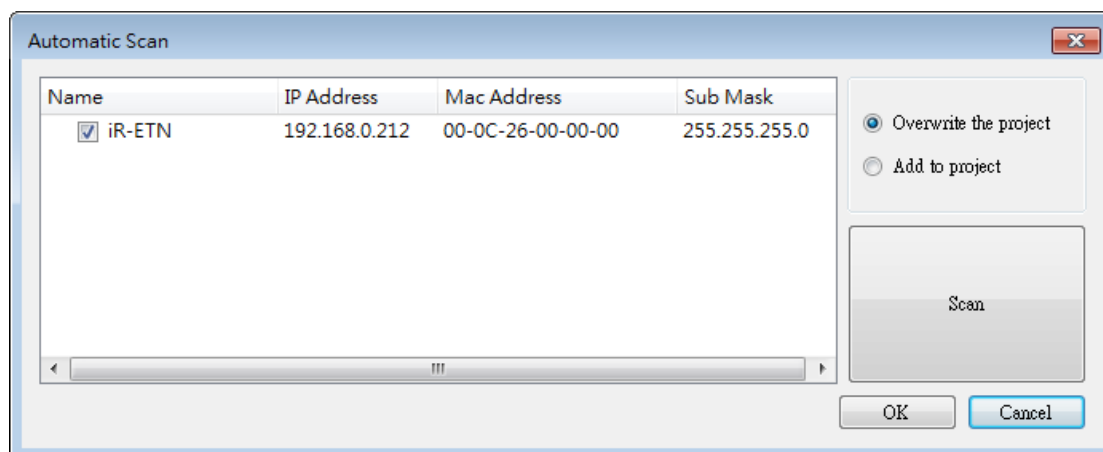 Automatic Scan
Name IP Address Mac Address Sub Mask
iR-ETN 192.168.0.212 00-0C-26-00-00-00 255.255.255.0
Overwrite the project
Add to project
Scan
OK Cancel